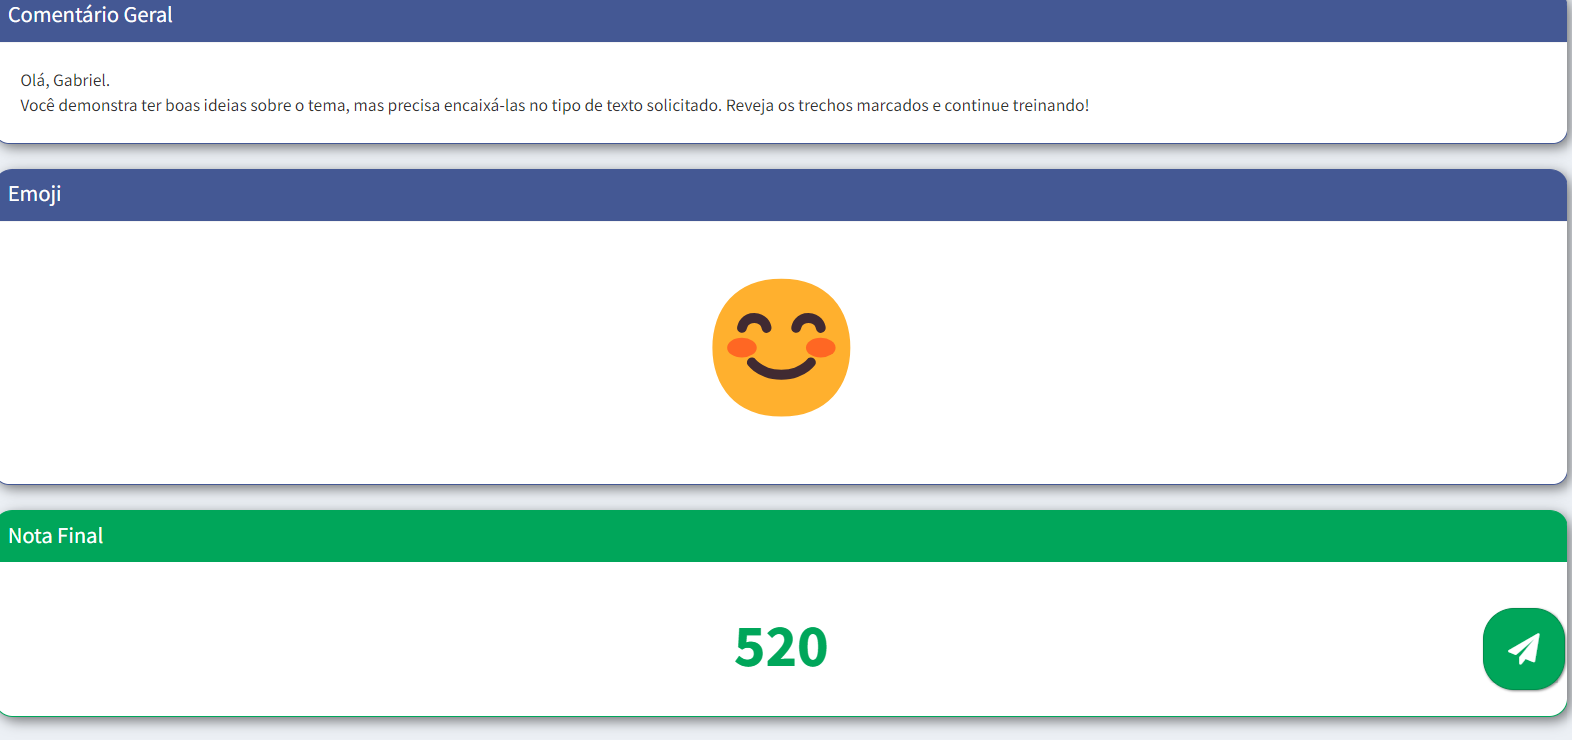 Comentário Geral
Olá, Gabriel.
Você demonstra ter boas ideias sobre o tema, mas precisa encaixá-las no tipo de texto solicitado. Reveja os trechos marcados e continue treinando!
Emoji
Nota Final
520